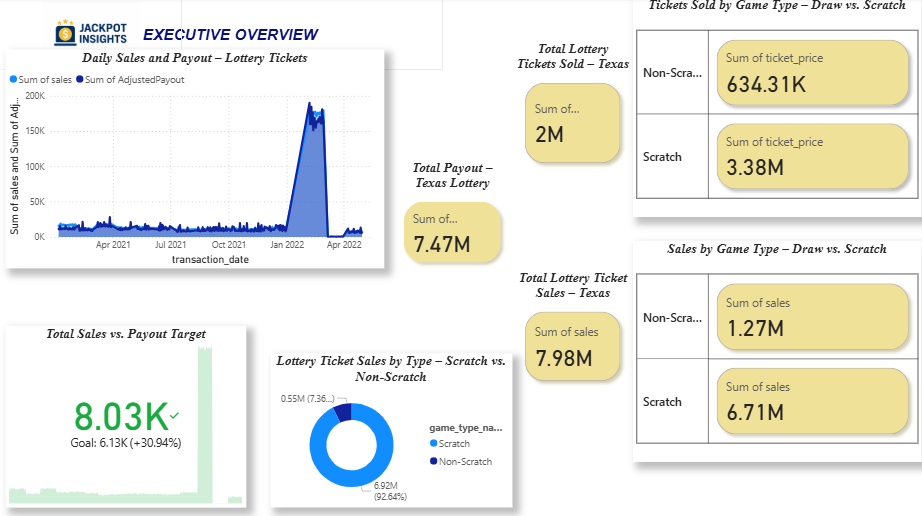 JACKPOT
INSIGHTS
EXECUTIVE OVERVIEW
Daily Sales and Payout – Lottery Tickets
Sum of sales
Sum of AdjustedPayout
Sum of sales and Sum of Adj...
200K
150K
100K
50K
0K
Apr 2021
Jul 2021
Oct 2021
Jan 2022
Apr 2022
transaction_date
Total Payout –
Texas Lottery
Sum of...
7.47M
Total Lottery
Tickets Sold – Texas
Sum of...
2M
Total Lottery Ticket
Sales – Texas
Sum of sales
7.98M
Tickets Sold by Game Type – Draw vs. Scratch
Non-Scra...
Sum of ticket_price
634.31K
Scratch
Sum of ticket_price
3.38M
Sales by Game Type – Draw vs. Scratch
Non-Scra...
Sum of sales
1.27M
Scratch
Sum of sales
6.71M
Total Sales vs. Payout Target
8.03K
Goal: 6.13K (+30.94%)
Lottery Ticket Sales by Type – Scratch vs.
Non-Scratch
0.55M (7.36...)
6.92M
(92.64%)
game_type_na...
Scratch
Non-Scratch